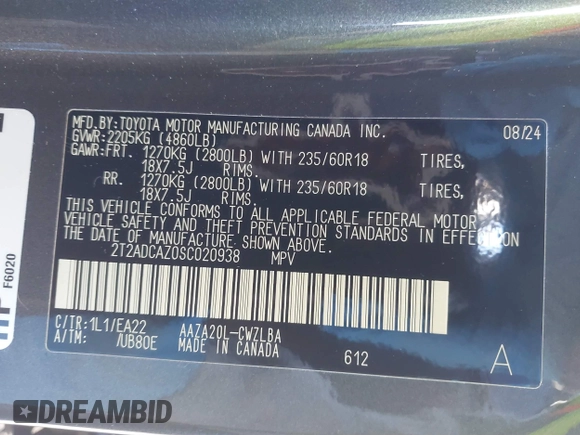 MFD.BY:TOYOTA MOTOR MANUFACTURING CANADA INC. 08/24
GVWR:2205KG (4860LB)
GAWR:FRT. 1270KG (2800LB) WITH 235/60R18 TIRES,
18X7.5J RIMS.
RR. 1270KG (2800LB) WITH 235/60R18 TIRES,
18X7.5J RIMS.
THIS VEHICLE CONFORMS TO ALL APPLICABLE FEDERAL MOTOR
VEHICLE SAFETY AND THEFT PREVENTION STANDARDS IN EFFECT ON
THE DATE OF MANUFACTURE SHOWN ABOVE.
2T2ADCAZ0SC020938 MPV
F6020
C/TR:1L1/EA22 AAZA20L-CWZLBA
A/TM: /UB80E MADE IN CANADA 612 A
DREAMBID